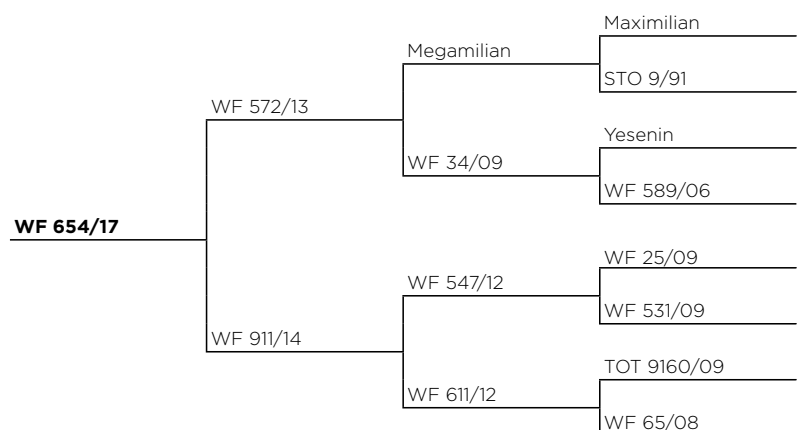 Maximilian
Megamilian
STO 9/91
WF 572/13
Yesenin
WF 34/09
WF 589/06
WF 654/17
WF 25/09
WF 547/12
WF 531/09
WF 911/14
TOT 9160/09
WF 611/12
WF 65/08